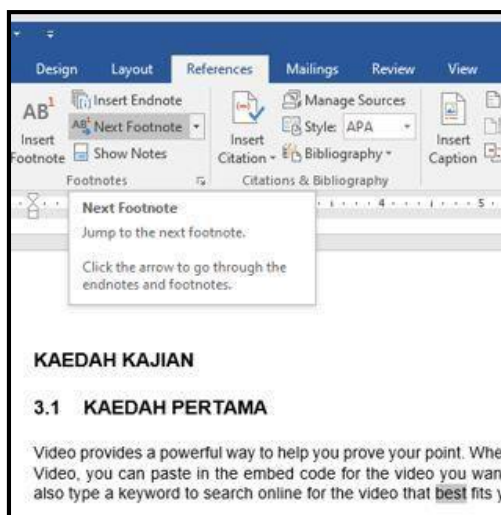 Design Layout References Mailings Review View
AB1 Insert Endnote Manage Sources
AB1 Next Footnote Style: APA
Insert Footnote Show Notes Insert Citation Bibliography Insert Caption
Footnotes Citations & Bibliography
4 5
Next Footnote
Jump to the next footnote.
Click the arrow to go through the
endnotes and footnotes.
KAEDAH KAJIAN
3.1 KAEDAH PERTAMA
Video provides a powerful way to help you prove your point. Whe
Video, you can paste in the embed code for the video you wan
also type a keyword to search online for the video that best fits y